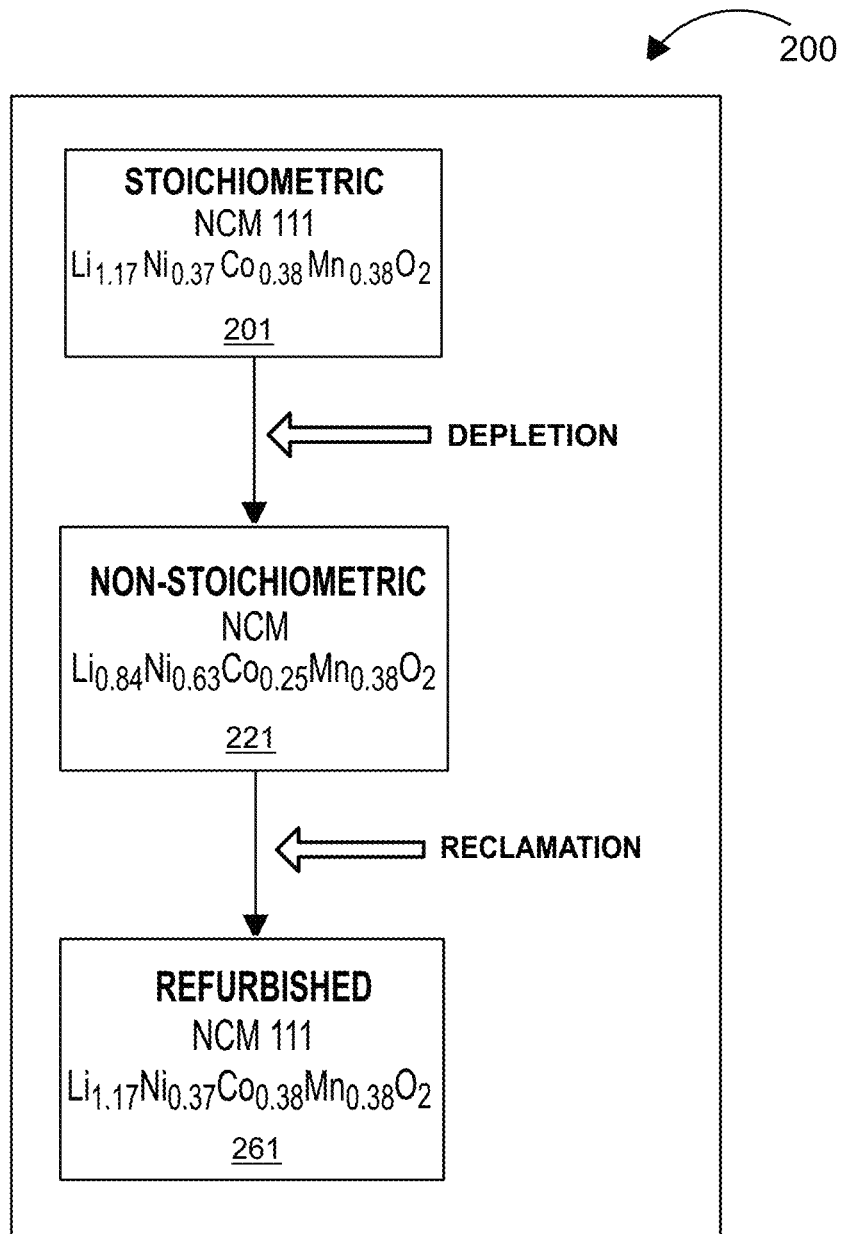 200
STOICHIOMETRIC
NCM 111
Li1.17Ni0.37Co0.38Mn0.38O2
201
DEPLETION
NON-STOICHIOMETRIC
NCM
Li0.84Ni0.63Co0.25Mn0.38O2
221
RECLAMATION
REFURBISHED
NCM 111
Li1.17Ni0.37Co0.38Mn0.38O2
261